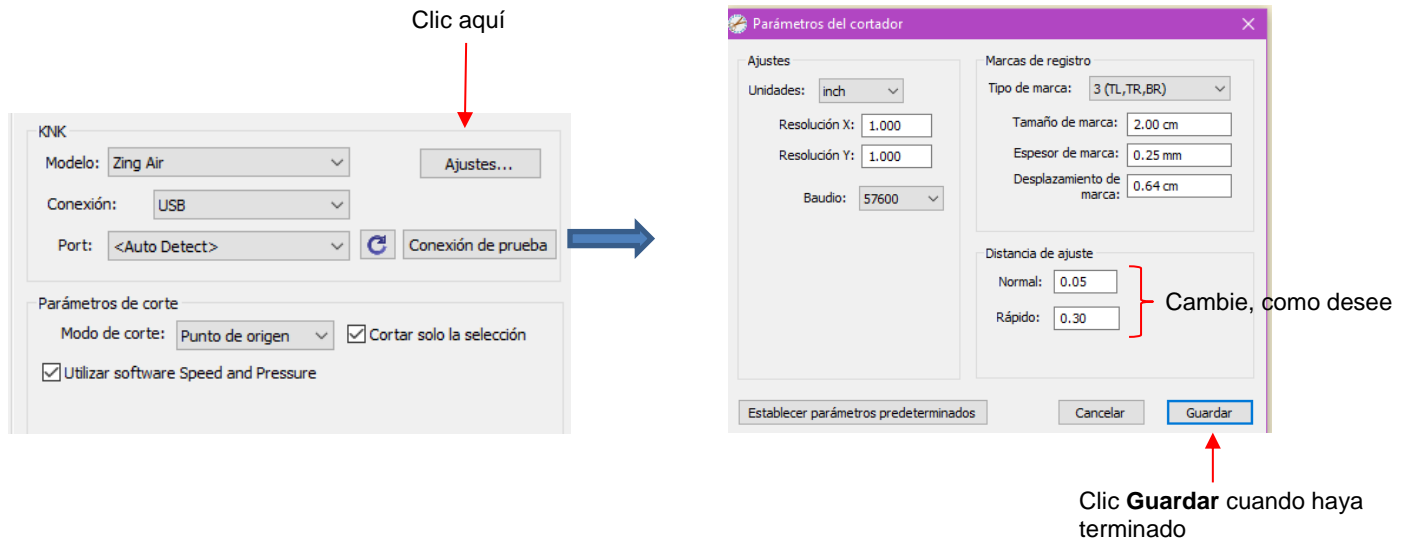 Clic aquí
KNK
Modelo: Zing Air
Ajustes...
Conexión: USB
Port: <Auto Detect>
Conexión de prueba
Parámetros de corte
Modo de corte: Punto de origen
Cortar solo la selección
Utilizar software Speed and Pressure
Parámetros del cortador
Ajustes
Unidades: inch
Resolución X: 1.000
Resolución Y: 1.000
Baudio: 57600
Marcas de registro
Tipo de marca: 3 (TL,TR,BR)
Tamaño de marca: 2.00 cm
Espesor de marca: 0.25 mm
Desplazamiento de
marca: 0.64 cm
Distancia de ajuste
Normal: 0.05
Rápido: 0.30
Cambie, como desee
Establecer parámetros predeterminados
Cancelar
Guardar
Clic Guardar cuando haya
terminado